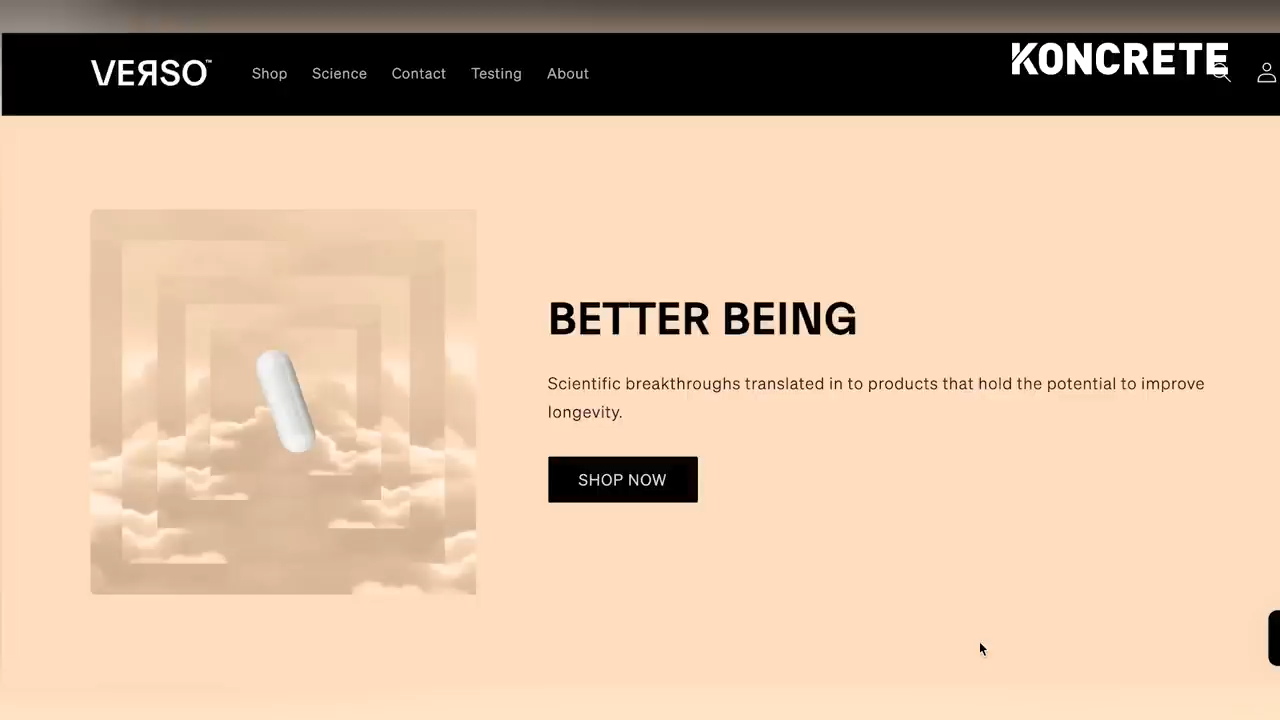 VERSO™
Shop
Science
Contact
Testing
About
KONCRETE
BETTER BEING
Scientific breakthroughs translated in to products that hold the potential to improve
longevity.
SHOP NOW